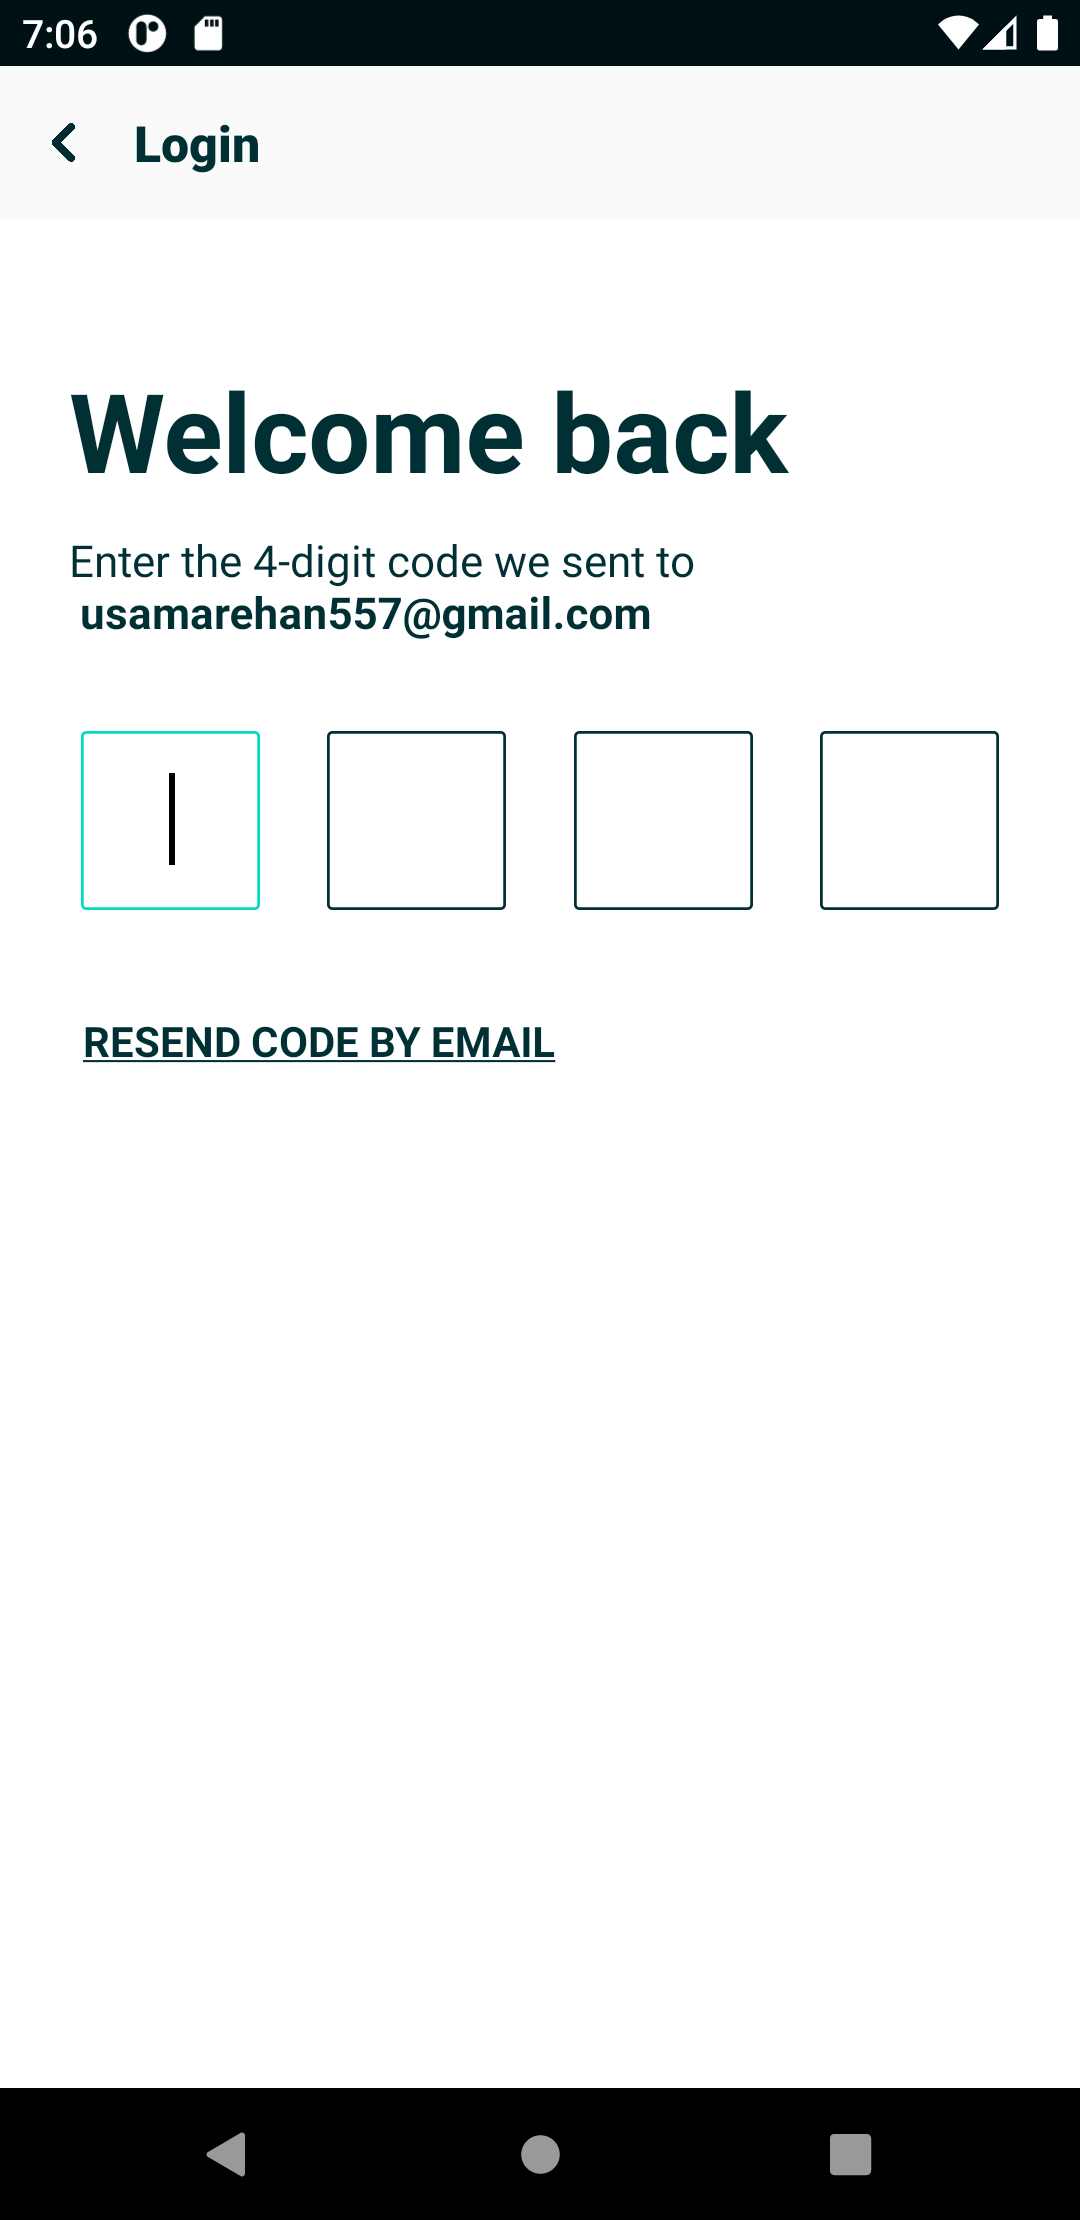 7:06
Login
Welcome back
Enter the 4-digit code we sent to
usamarehan557@gmail.com
RESEND CODE BY EMAIL